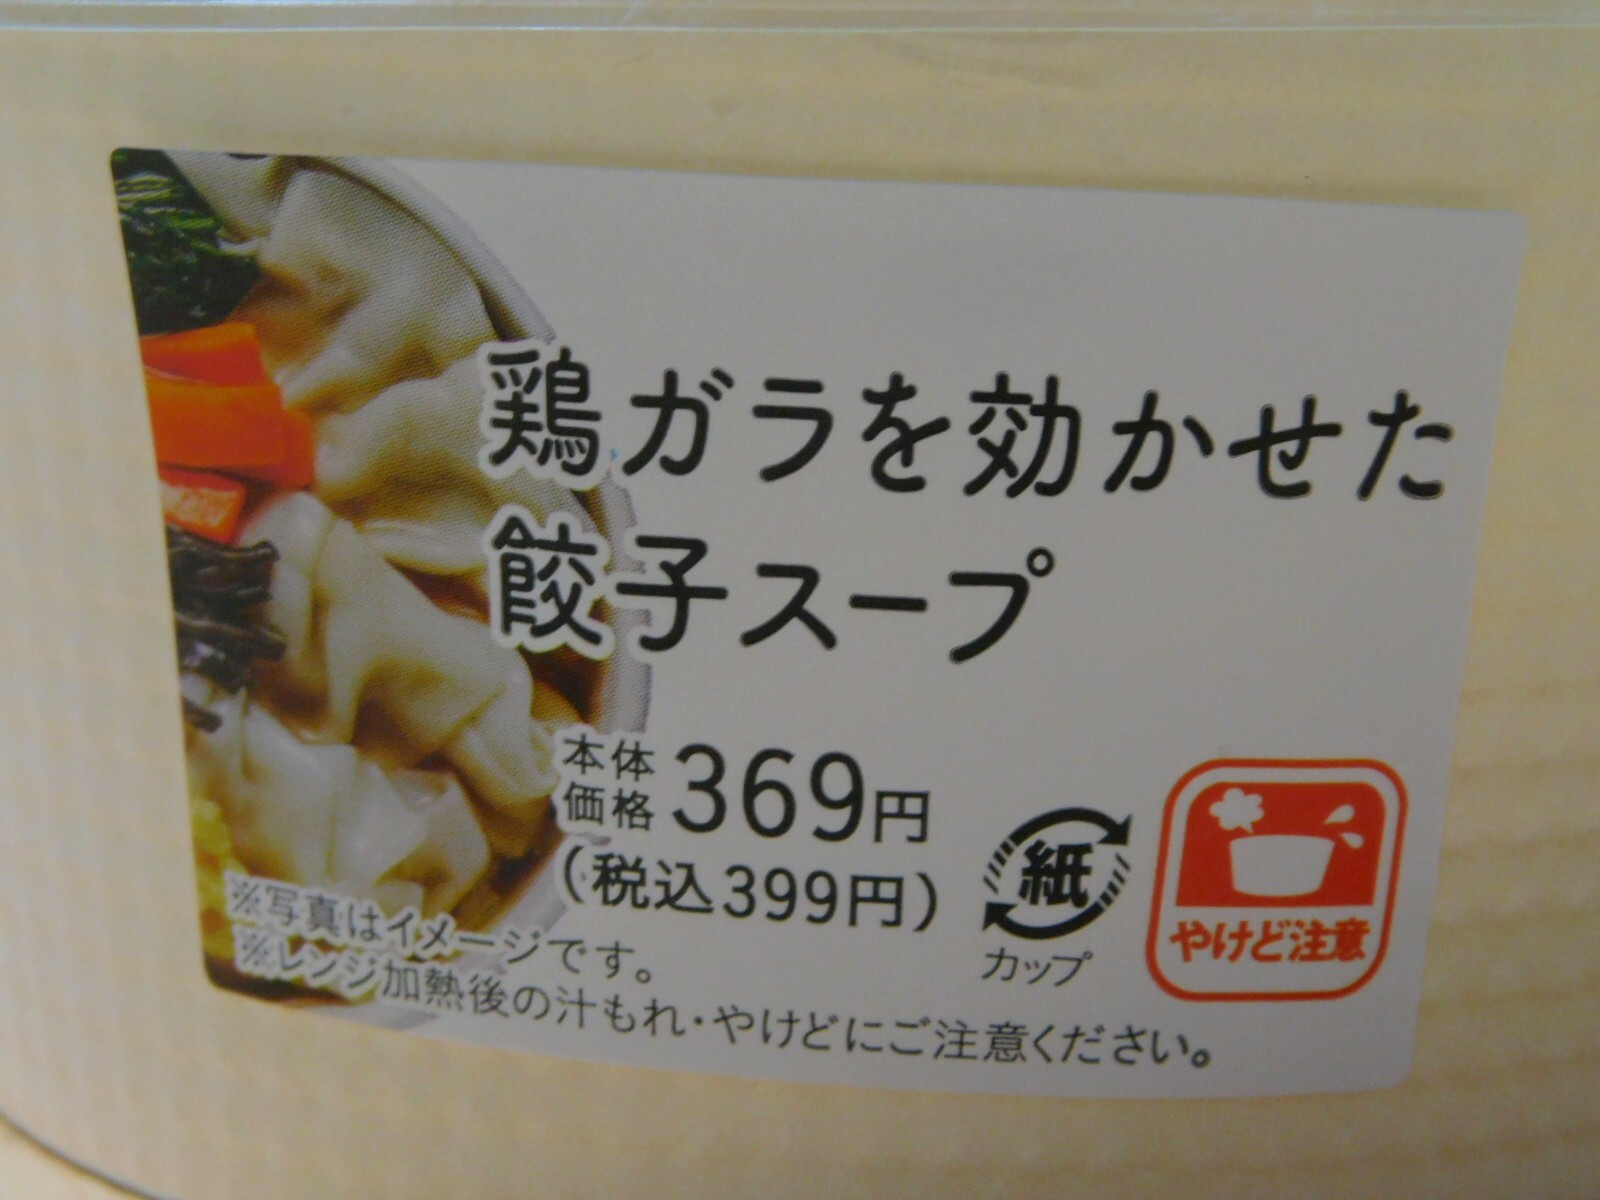 鶏ガラを効かせた
餃子スープ
本体
価格 369円
(税込399円)
紙
カップ
やけど注意
※写真はイメージです。
※レンジ加熱後の汁もれ・やけどにご注意ください。